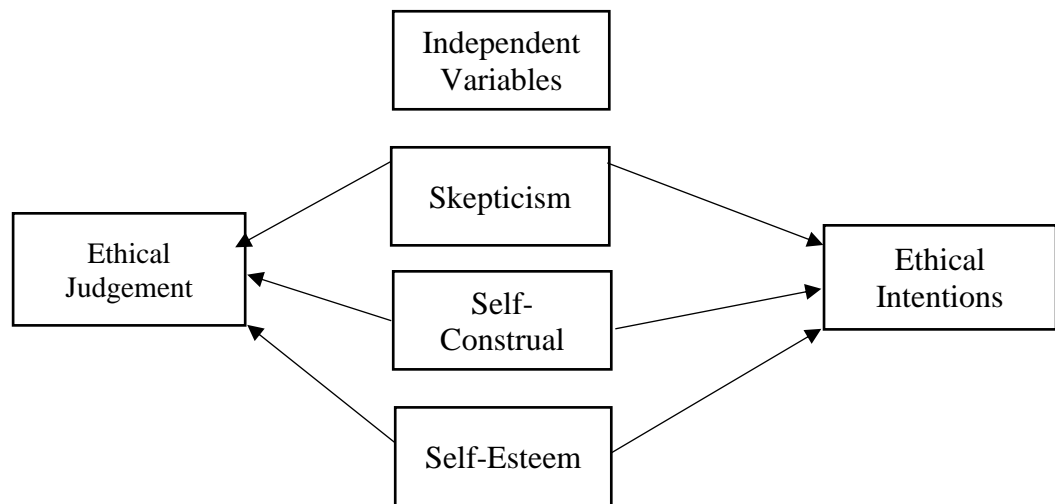 Independent
Variables
Skepticism
Ethical
Judgement
Ethical
Intentions
Self-
Construal
Self-Esteem